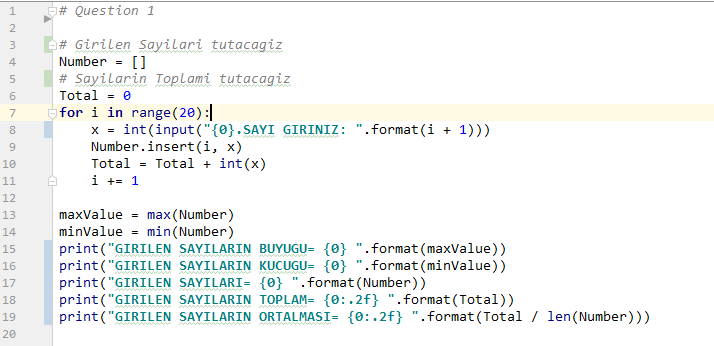 1 # Question 1
2
3 # Girilen Sayilari tutacagiz
4 Number = []
5 # Sayilarin Toplami tutacagiz
6 Total = 0
7 for i in range(20):
8     x = int(input("{0}.SAYI GIRINIZ: ".format(i + 1)))
9     Number.insert(i, x)
10     Total = Total + int(x)
11     i += 1
12
13 maxValue = max(Number)
14 minValue = min(Number)
15 print("GIRILEN SAYILARIN BUYUGU= {0} ".format(maxValue))
16 print("GIRILEN SAYILARIN KUCUGU= {0} ".format(minValue))
17 print("GIRILEN SAYILARI= {0} ".format(Number))
18 print("GIRILEN SAYILARIN TOPLAM= {0:.2f} ".format(Total))
19 print("GIRILEN SAYILARIN ORTALMASI= {0:.2f} ".format(Total / len(Number)))
20